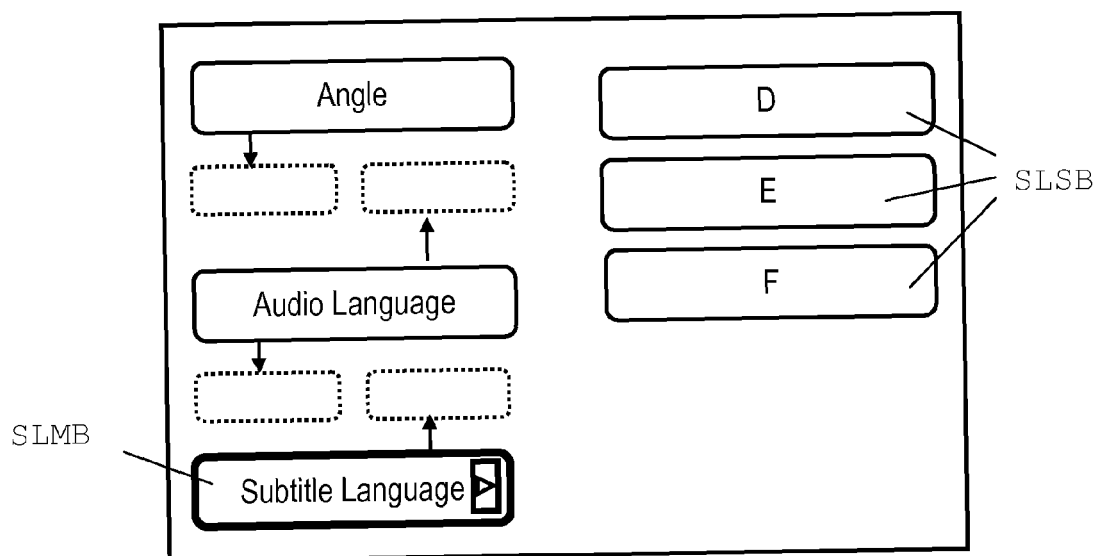 Angle
D
E
SLSB
F
Audio Language
SLMB
Subtitle Language